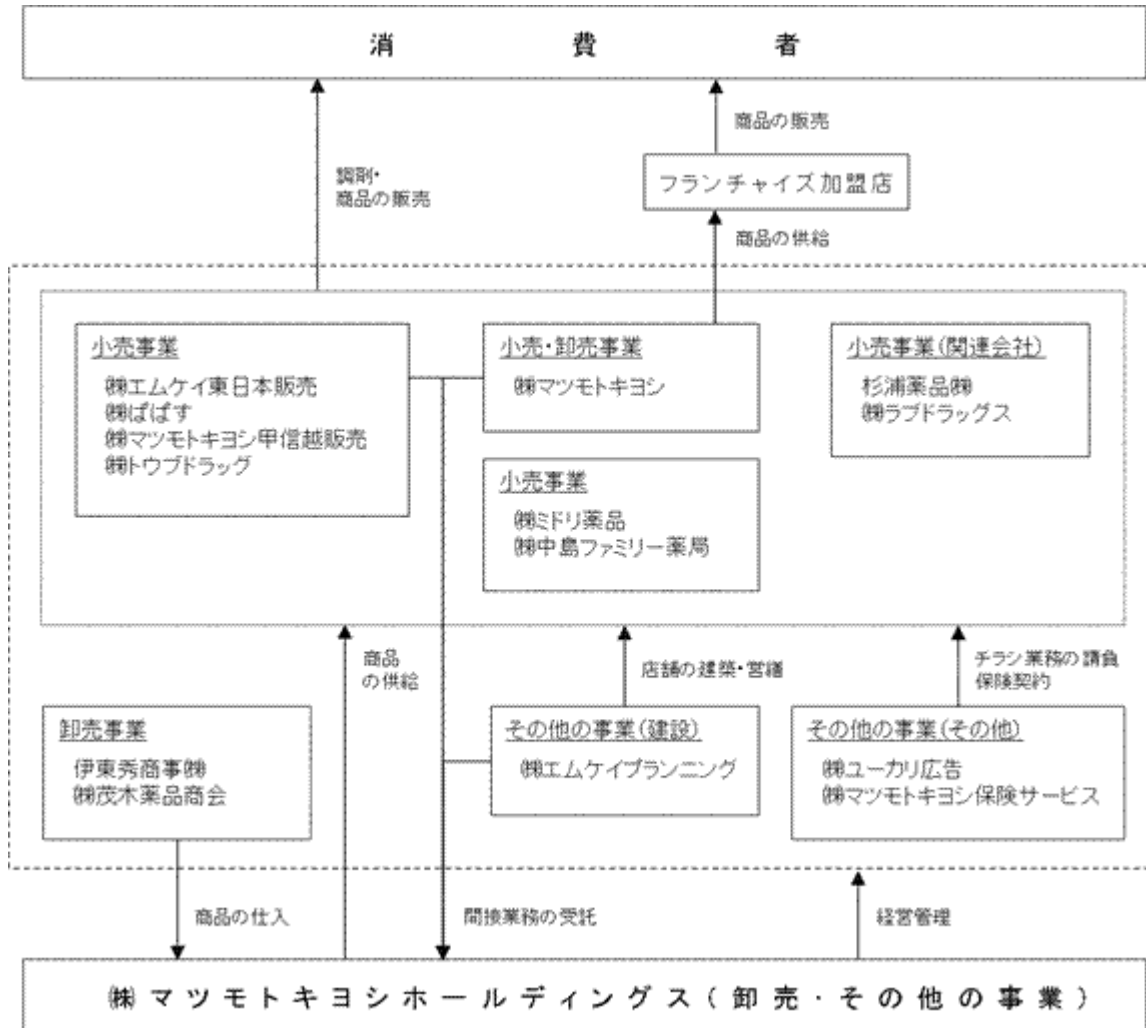 消費者
商品の販売
フランチャイズ加盟店
調剤・
商品の販売
商品の供給
小売事業
㈱エムケイ東日本販売
㈱ぱぱす
㈱マツモトキヨシ甲信越販売
㈱トウブドラッグ
小売・卸売事業
㈱マツモトキヨシ
小売事業(関連会社)
杉浦薬品㈱
㈱ラブドラッグス
小売事業
㈱ミドリ薬品
㈱中島ファミリー薬局
商品
の供給
店舗の建築・営繕
チラシ業務の請負
保険契約
卸売事業
伊東秀商事㈱
㈱茂木薬品商会
その他の事業(建設)
㈱エムケイプランニング
その他の事業(その他)
㈱ユーカリ広告
㈱マツモトキヨシ保険サービス
商品の仕入
間接業務の受託
経営管理
㈱マツモトキヨシホールディングス(卸売・その他の事業)